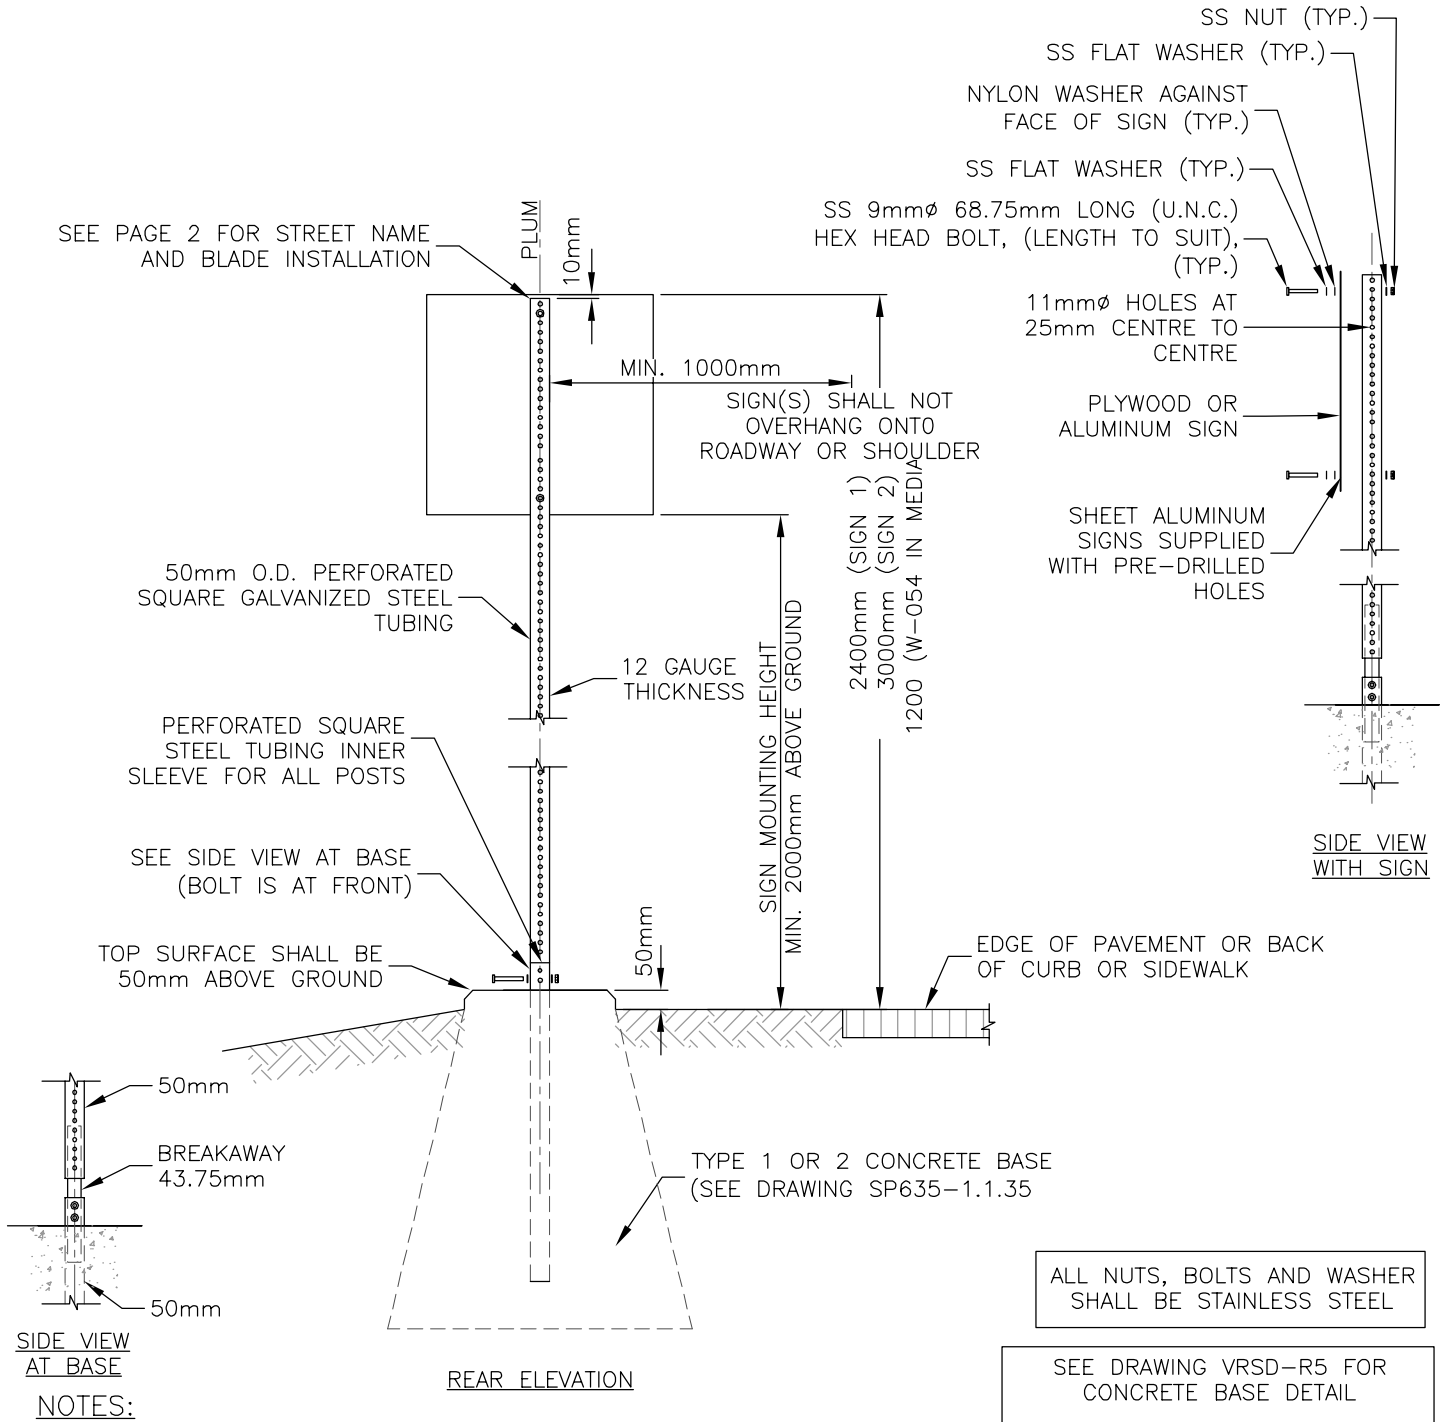 SS NUT (TYP.)
SS FLAT WASHER (TYP.)
NYLON WASHER AGAINST
FACE OF SIGN (TYP.)
SS FLAT WASHER (TYP.)
SS 9mmø 68.75mm LONG (U.N.C.)
HEX HEAD BOLT, (LENGTH TO SUIT),
(TYP.)
11mmø HOLES AT
25mm CENTRE TO
CENTRE
PLYWOOD OR
ALUMINUM SIGN
SHEET ALUMINUM
SIGNS SUPPLIED
WITH PRE-DRILLED
HOLES
SIDE VIEW
WITH SIGN
SEE PAGE 2 FOR STREET NAME
AND BLADE INSTALLATION
PLUM
10mm
MIN. 1000mm
SIGN(S) SHALL NOT
OVERHANG ONTO
ROADWAY OR SHOULDER
2400mm (SIGN 1)
3000mm (SIGN 2)
1200 (W-054 IN MEDIA
SIGN MOUNTING HEIGHT
MIN. 2000mm ABOVE GROUND
50mm O.D. PERFORATED
SQUARE GALVANIZED STEEL
TUBING
12 GAUGE
THICKNESS
PERFORATED SQUARE
STEEL TUBING INNER
SLEEVE FOR ALL POSTS
SEE SIDE VIEW AT BASE
(BOLT IS AT FRONT)
TOP SURFACE SHALL BE
50mm ABOVE GROUND
50mm
EDGE OF PAVEMENT OR BACK
OF CURB OR SIDEWALK
50mm
BREAKAWAY
43.75mm
50mm
SIDE VIEW
AT BASE
TYPE 1 OR 2 CONCRETE BASE
(SEE DRAWING SP635-1.1.35
REAR ELEVATION
ALL NUTS, BOLTS AND WASHER
SHALL BE STAINLESS STEEL
SEE DRAWING VRSD-R5 FOR
CONCRETE BASE DETAIL
NOTES: